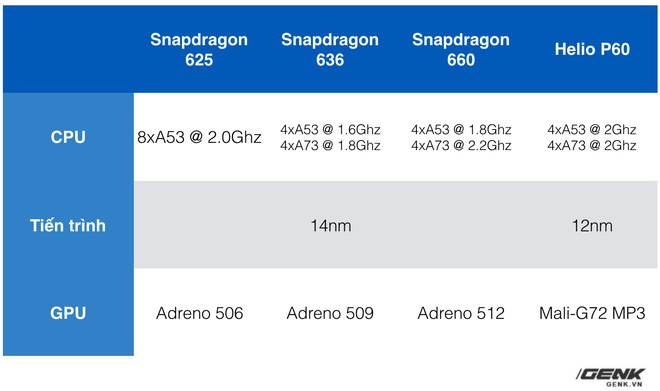 Snapdragon 625
Snapdragon 636
Snapdragon 660
Helio P60
CPU
8xA53 @ 2.0Ghz
4xA53 @ 1.6Ghz
4xA73 @ 1.8Ghz
4xA53 @ 1.8Ghz
4xA73 @ 2.2Ghz
4xA53 @ 2Ghz
4xA73 @ 2Ghz
Tiến trình
14nm
12nm
GPU
Adreno 506
Adreno 509
Adreno 512
Mali-G72 MP3
GENK
GENK.VN